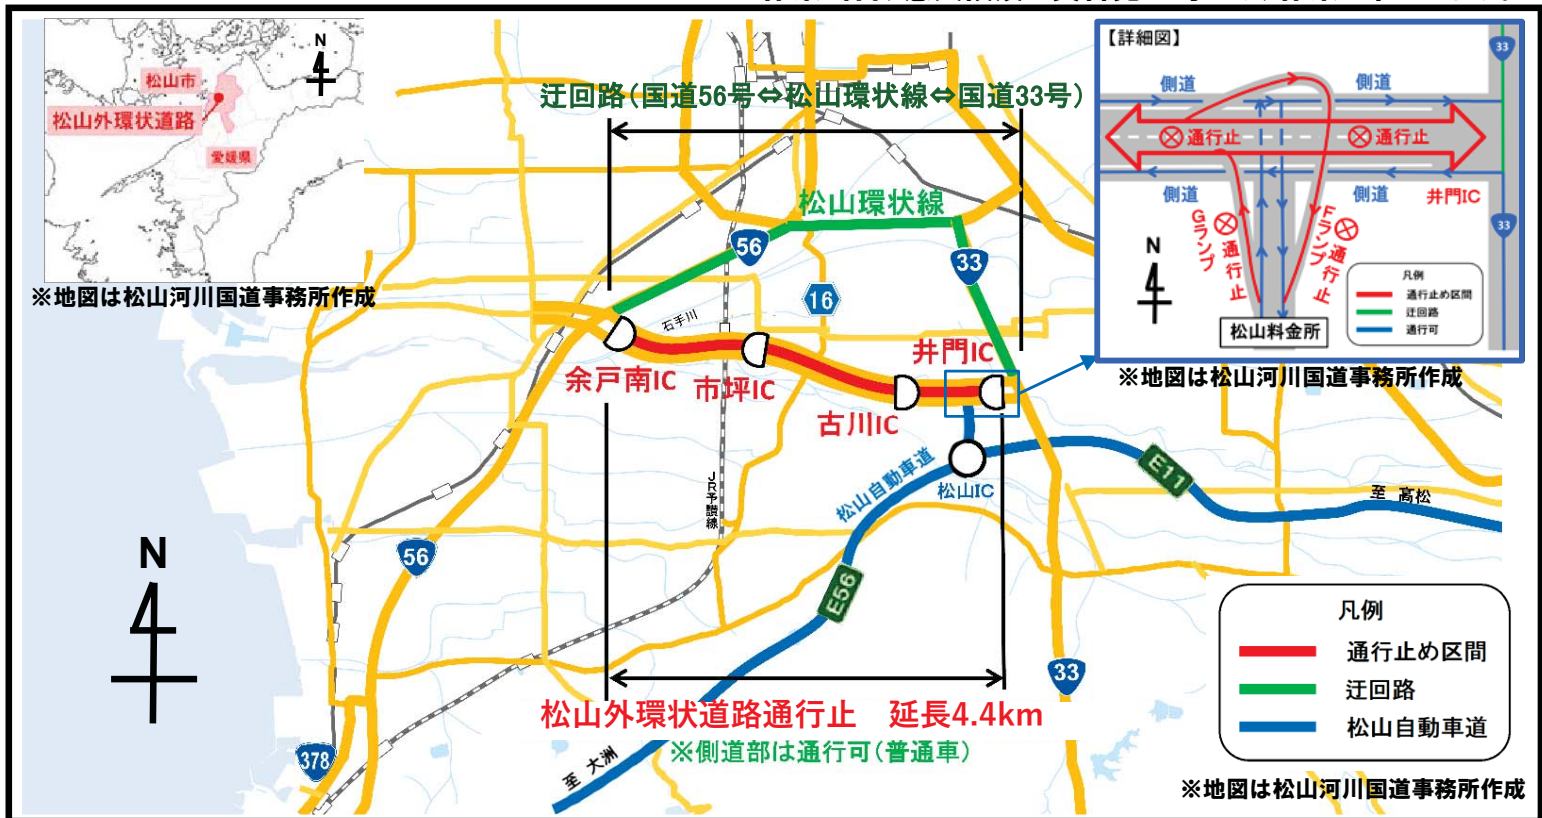 松山市
松山外環状道路
愛媛県
N
※地図は松山河川国道事務所作成
迂回路(国道56号⇔松山環状線⇔国道33号)
松山環状線
56
33
16
石手川
余戸南IC
市坪IC
古川IC
井門IC
松山IC
松山自動車道
JR予讃線
E11
至 高松
E56
56
33
378
至 大洲
N
松山外環状道路通行止 延長4.4km
※側道部は通行可(普通車)
【詳細図】
33
側道
側道
通行止
通行止
側道
側道
井門IC
33
Gランプ
通行止
Fランプ
通行止
N
松山料金所
凡例
通行止め区間
迂回路
通行可
※地図は松山河川国道事務所作成
凡例
通行止め区間
迂回路
松山自動車道
※地図は松山河川国道事務所作成